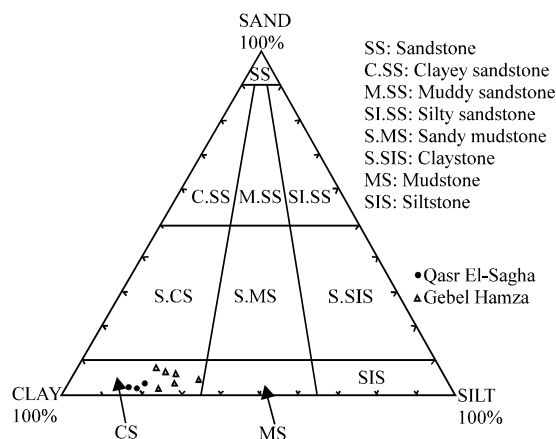 SAND
100%
SS
SS: Sandstone
C.SS: Clayey sandstone
M.SS: Muddy sandstone
SI.SS: Silty sandstone
S.MS: Sandy mudstone
S.SIS: Claystone
MS: Mudstone
SIS: Siltstone
C.SS M.SS SI.SS
Qasr El-Sagha
Gebel Hamza
S.CS S.MS S.SIS
SIS
CLAY
100%
SILT
100%
CS
MS